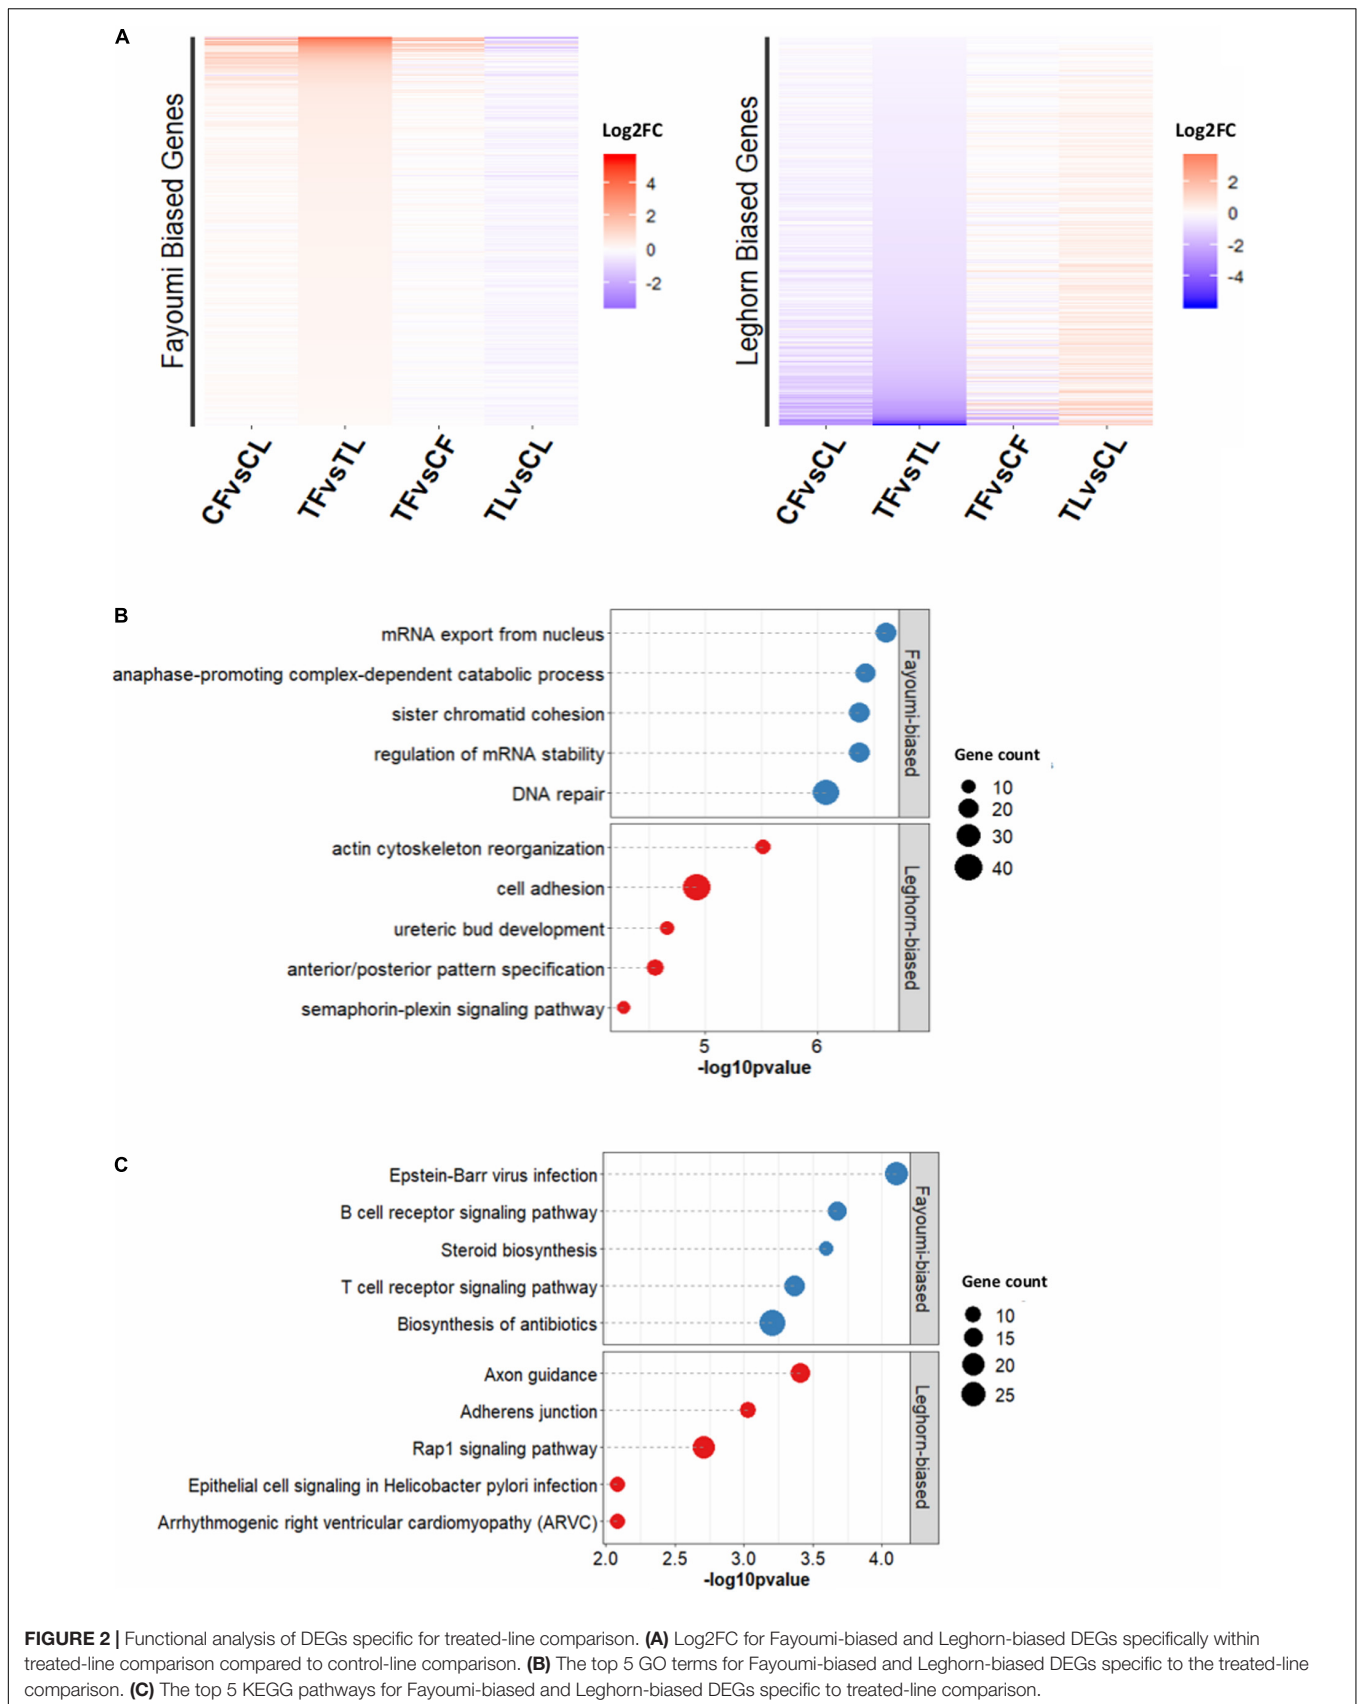 A
Fayoumi Biased Genes
Log2FC
4
2
0
-2
CFvsCL
TFvsTL
TFvsCF
TLvsCL
Leghorn Biased Genes
Log2FC
2
0
-2
-4
CFvsCL
TFvsTL
TFvsCF
TLvsCL
B
mRNA export from nucleus
anaphase-promoting complex-dependent catabolic process
sister chromatid cohesion
regulation of mRNA stability
DNA repair
Fayoumi-biased
actin cytoskeleton reorganization
cell adhesion
ureteric bud development
anterior/posterior pattern specification
semaphorin-plexin signaling pathway
Leghorn-biased
5
6
-log10pvalue
Gene count
10
20
30
40
C
Epstein-Barr virus infection
B cell receptor signaling pathway
Steroid biosynthesis
T cell receptor signaling pathway
Biosynthesis of antibiotics
Fayoumi-biased
Axon guidance
Adherens junction
Rap1 signaling pathway
Epithelial cell signaling in Helicobacter pylori infection
Arrhythmogenic right ventricular cardiomyopathy (ARVC)
Leghorn-biased
2.0
2.5
3.0
3.5
4.0
-log10pvalue
Gene count
10
15
20
25
FIGURE 2 | Functional analysis of DEGs specific for treated-line comparison. (A) Log2FC for Fayoumi-biased and Leghorn-biased DEGs specifically within
treated-line comparison compared to control-line comparison. (B) The top 5 GO terms for Fayoumi-biased and Leghorn-biased DEGs specific to the treated-line
comparison. (C) The top 5 KEGG pathways for Fayoumi-biased and Leghorn-biased DEGs specific to treated-line comparison.